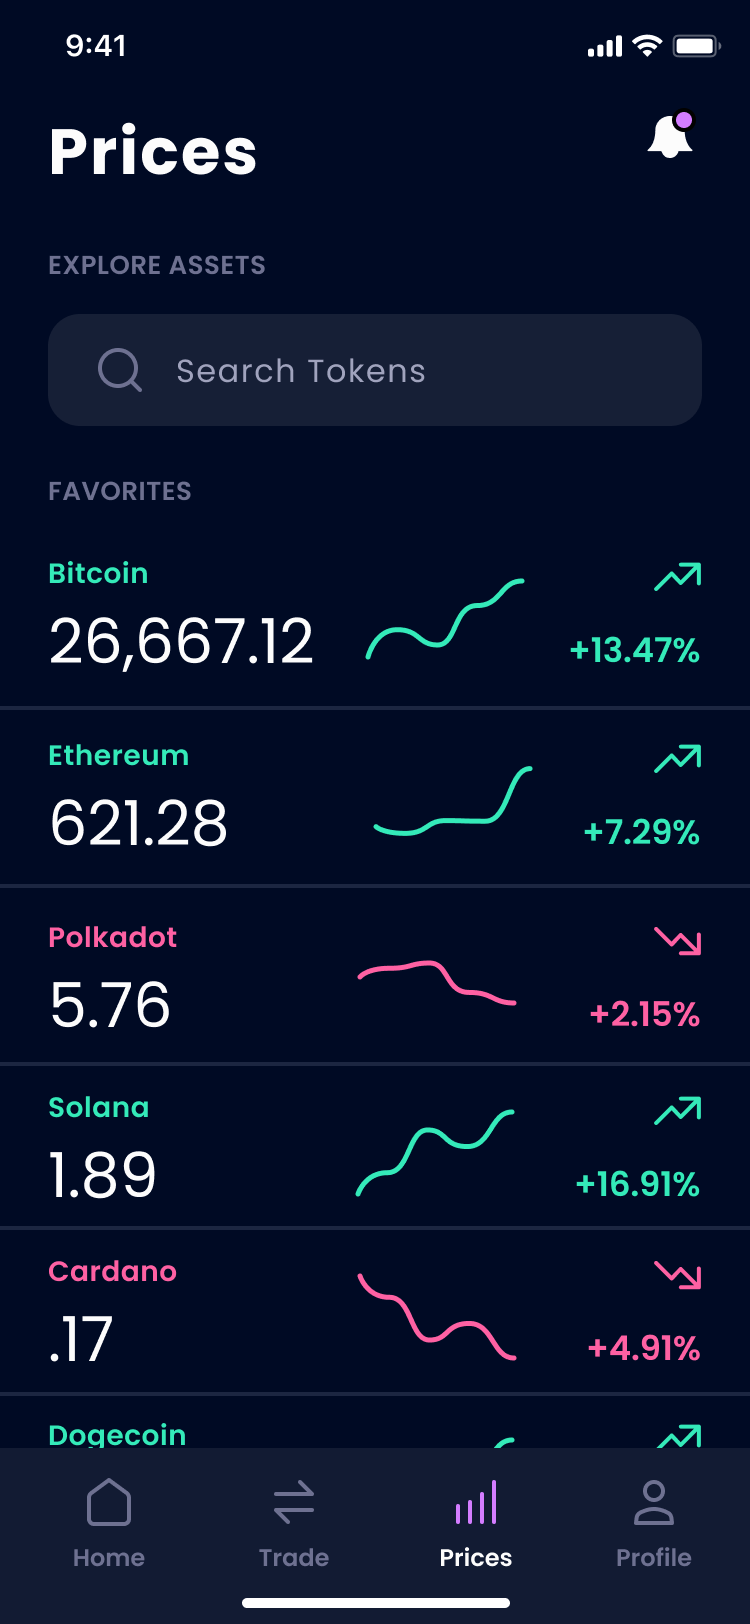 9:41
Prices
EXPLORE ASSETS
Search Tokens
FAVORITES
Bitcoin
26,667.12
+13.47%
Ethereum
621.28
+7.29%
Polkadot
5.76
+2.15%
Solana
1.89
+16.91%
Cardano
.17
+4.91%
Dogecoin
Home Trade Prices Profile